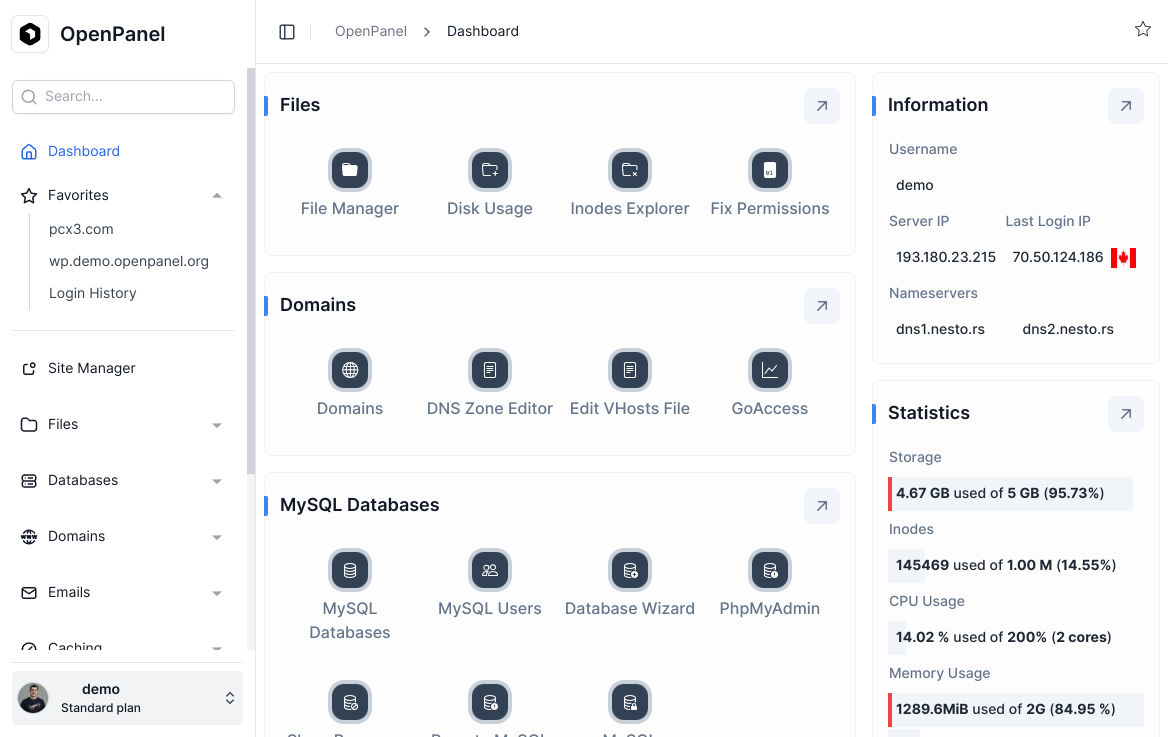 OpenPanel
Search...
Dashboard
Favorites
pcx3.com
wp.demo.openpanel.org
Login History
Site Manager
Files
Databases
Domains
Emails
Caching
demo
Standard plan
OpenPanel > Dashboard
Files
File Manager
Disk Usage
Inodes Explorer
Fix Permissions
Domains
Domains
DNS Zone Editor
Edit VHosts File
GoAccess
MySQL Databases
MySQL
Databases
MySQL Users
Database Wizard
PhpMyAdmin
Information
Username
demo
Server IP
Last Login IP
193.180.23.215
70.50.124.186
Nameservers
dns1.nesto.rs
dns2.nesto.rs
Statistics
Storage
4.67 GB used of 5 GB (95.73%)
Inodes
145469 used of 1.00 M (14.55%)
CPU Usage
14.02 % used of 200% (2 cores)
Memory Usage
1289.6MiB used of 2G (84.95 %)